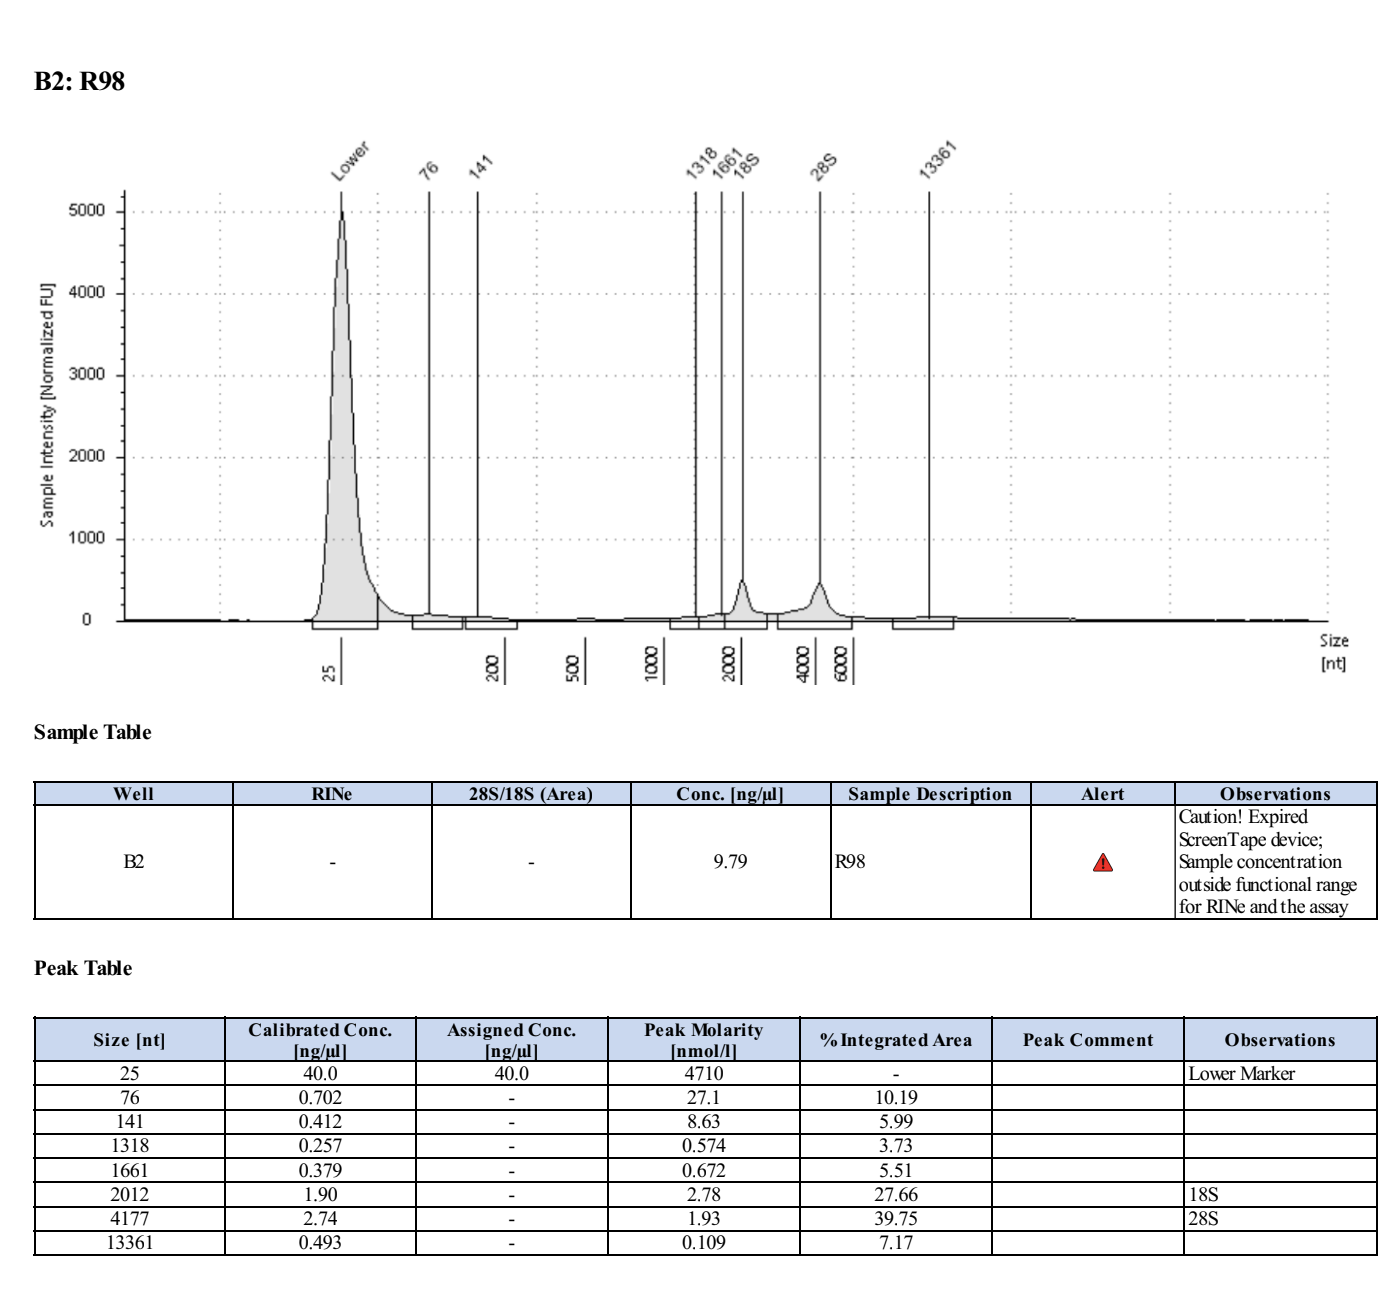 B2: R98
Lower 76 141 1318 1661 18S 28S 13361
5000
4000
3000
2000
1000
0
Sample Intensity [Normalized FU]
25 200 500 1000 2000 4000 6000
Size
[nt]
Sample Table
Well RINe 28S/18S (Area) Conc. [ng/µl] Sample Description Alert Observations
B2 - - 9.79 R98 Caution! Expired
ScreenTape device;
Sample concentration
outside functional range
for RINe and the assay
Peak Table
Size [nt] Calibrated Conc. [ng/µl] Assigned Conc. [ng/µl] Peak Molarity [nmol/l] % Integrated Area Peak Comment Observations
25 40.0 40.0 4710 - Lower Marker
76 0.702 - 27.1 10.19
141 0.412 - 8.63 5.99
1318 0.257 - 0.574 3.73
1661 0.379 - 0.672 5.51
2012 1.90 - 2.78 27.66 18S
4177 2.74 - 1.93 39.75 28S
13361 0.493 - 0.109 7.17